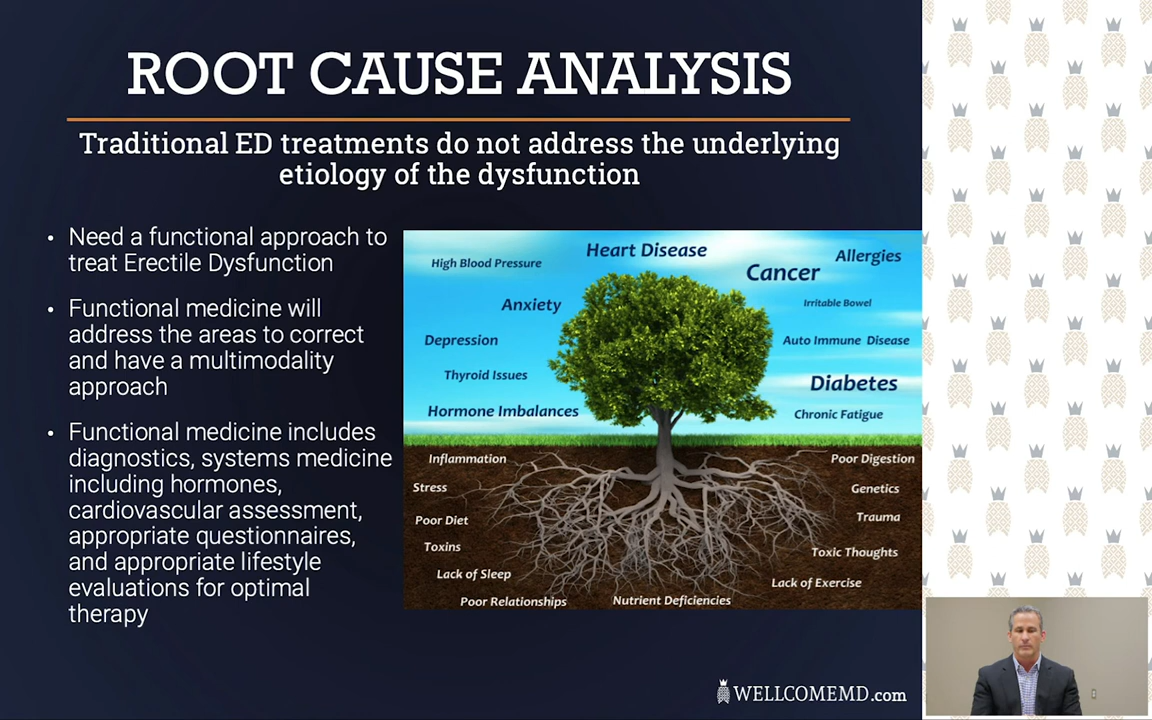 ROOT CAUSE ANALYSIS
Traditional ED treatments do not address the underlying
etiology of the dysfunction
• Need a functional approach to
treat Erectile Dysfunction
• Functional medicine will
address the areas to correct
and have a multimodality
approach
• Functional medicine includes
diagnostics, systems medicine
including hormones,
cardiovascular assessment,
appropriate questionnaires,
and appropriate lifestyle
evaluations for optimal
therapy
Heart Disease
High Blood Pressure
Allergies
Cancer
Anxiety
Irritable Bowel
Depression
Auto Immune Disease
Thyroid Issues
Diabetes
Hormone Imbalances
Chronic Fatigue
Inflammation
Poor Digestion
Stress
Genetics
Poor Diet
Trauma
Toxins
Toxic Thoughts
Lack of Sleep
Lack of Exercise
Poor Relationships
Nutrient Deficiencies
WELLCOMEMD.com